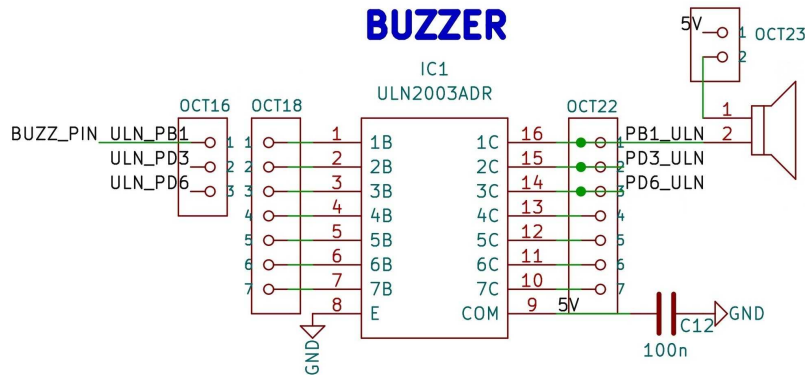 BUZZER
5V
1
OCT23
2
IC1
ULN2003ADR
OCT16
OCT18
OCT22
1
2
BUZZ_PIN
ULN_PB1
1
1
1
1B
1C
16
1
PB1_ULN
ULN_PD3
2
2
2
2B
2C
15
2
PD3_ULN
ULN_PD6
3
3
3
3B
3C
14
3
PD6_ULN
4
4
4B
4C
13
4
5
5
5B
5C
12
5
6
6
6B
6C
11
6
7
7
7B
7C
10
7
8
E
COM
9
5V
GND
C12
100n
GND